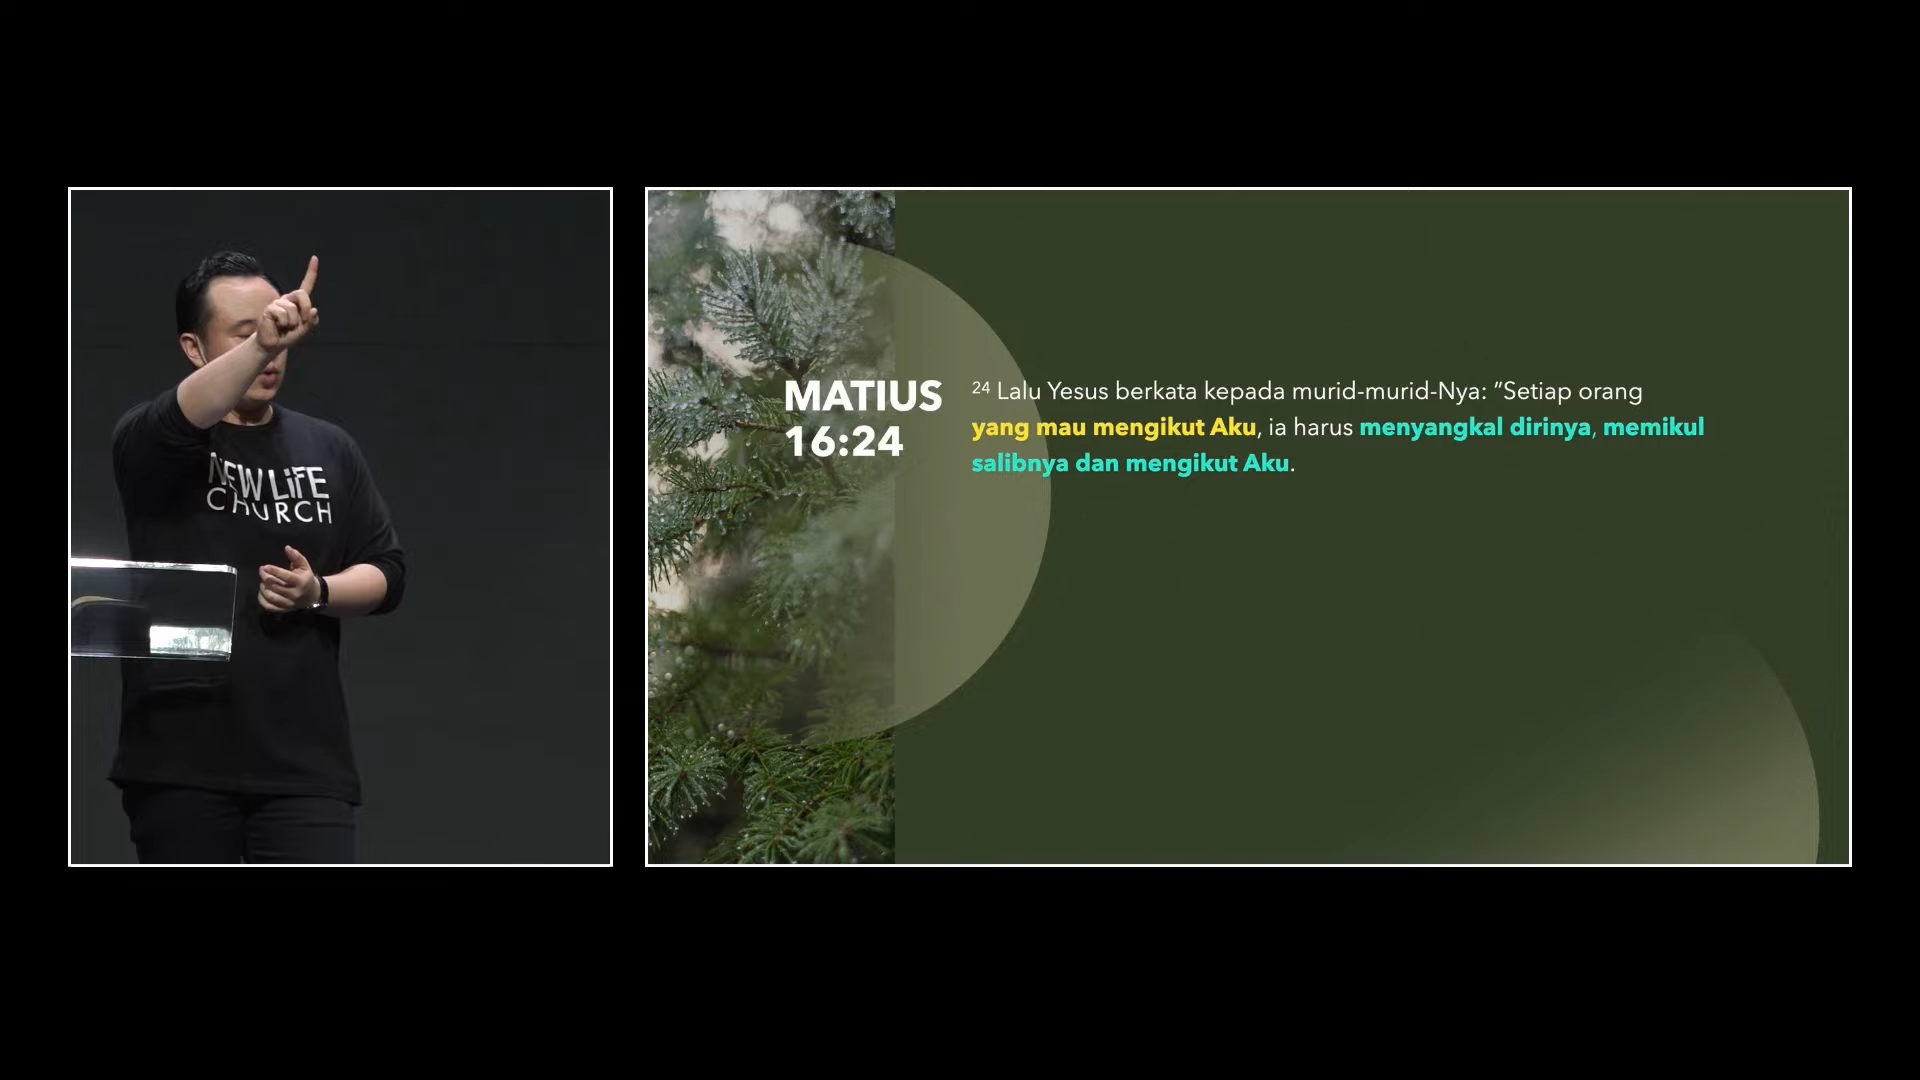 NEW LiFE
CHURCH
MATIUS
16:24
24 Lalu Yesus berkata kepada murid-murid-Nya: "Setiap orang
yang mau mengikut Aku, ia harus menyangkal dirinya, memikul
salibnya dan mengikut Aku.